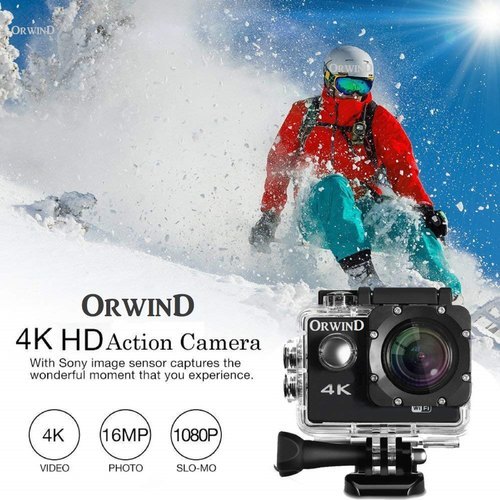 ORWIND
ORWIND
ORWIND
4K HD Action Camera
With Sony image sensor captures the
wonderful moment that you experience.
4K
VIDEO
16MP
PHOTO
1080P
SLO-MO
ORWIND
4K
WiFi